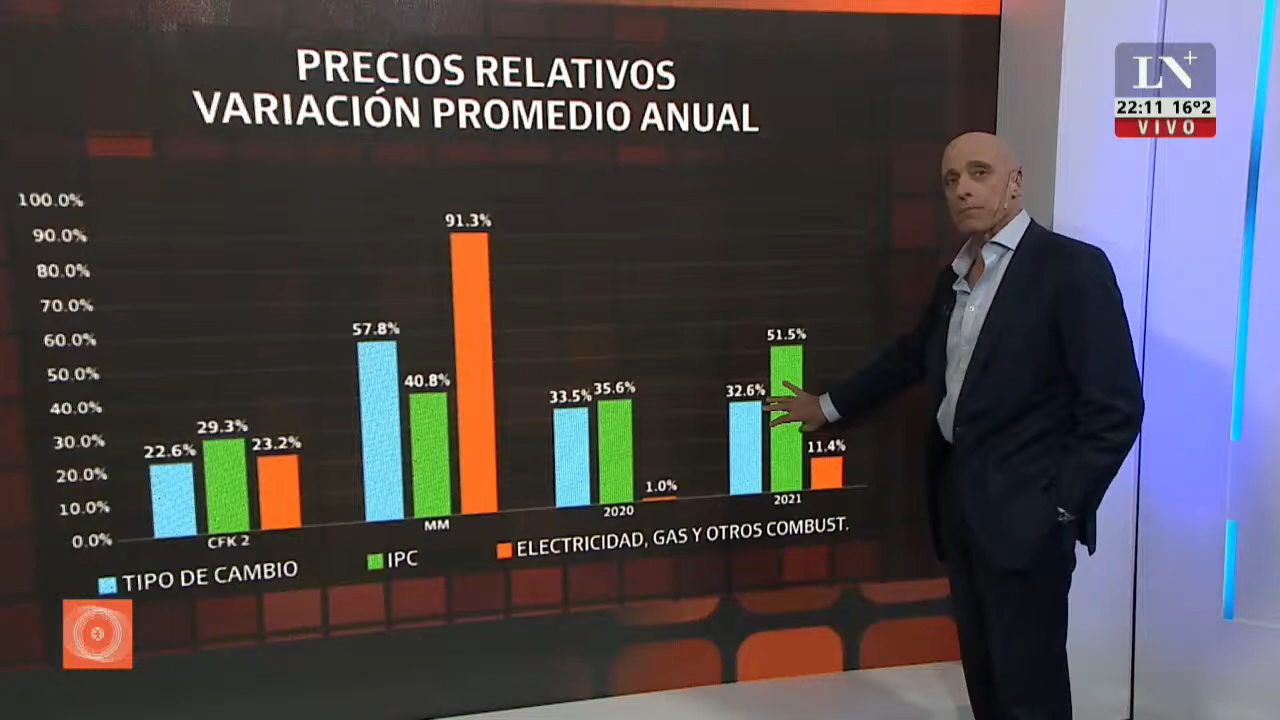 PRECIOS RELATIVOS
VARIACIÓN PROMEDIO ANUAL
LN+
22:11 16º2
VIVO
100.0%
90.0%
80.0%
70.0%
60.0%
50.0%
40.0%
30.0%
20.0%
10.0%
0.0%
22.6%
29.3%
23.2%
57.8%
40.8%
91.3%
33.5%
35.6%
1.0%
32.6%
51.5%
11.4%
CFK 2
MM
2020
2021
TIPO DE CAMBIO
IPC
ELECTRICIDAD, GAS Y OTROS COMBUST.